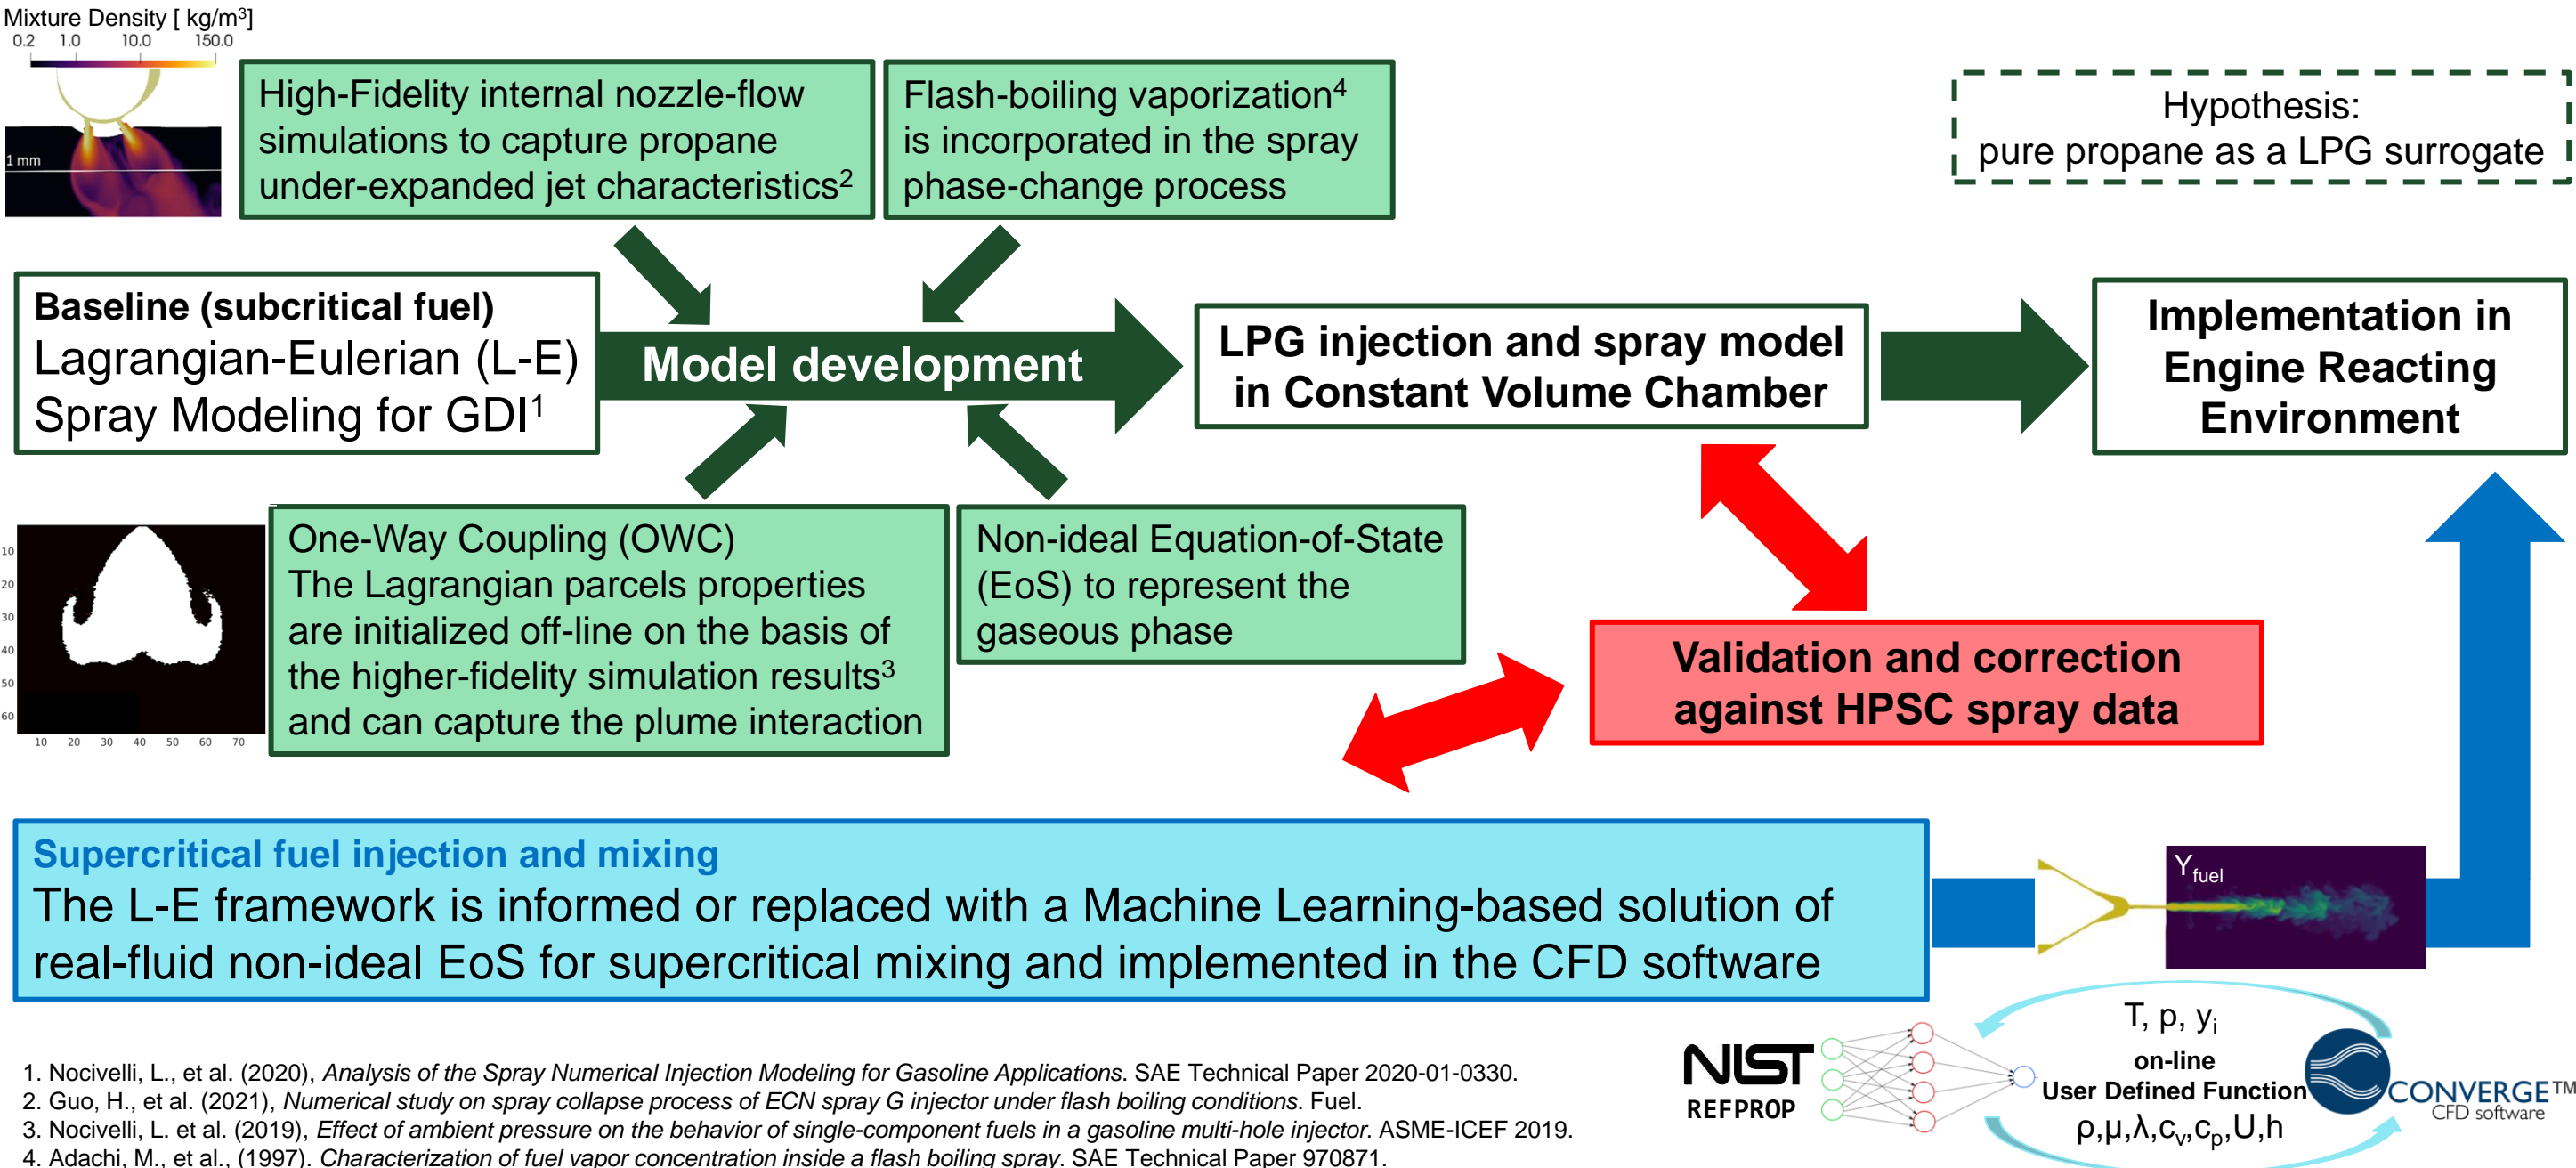 Mixture Density [ kg/m³]
0.2 1.0 10.0 150.0
1 mm
High-Fidelity internal nozzle-flow
simulations to capture propane
under-expanded jet characteristics²
Flash-boiling vaporization⁴
is incorporated in the spray
phase-change process
Hypothesis:
pure propane as a LPG surrogate
Baseline (subcritical fuel)
Lagrangian-Eulerian (L-E)
Spray Modeling for GDI¹
Model development
LPG injection and spray model
in Constant Volume Chamber
Implementation in
Engine Reacting
Environment
10
20
30
40
50
60
10 20 30 40 50 60 70
One-Way Coupling (OWC)
The Lagrangian parcels properties
are initialized off-line on the basis of
the higher-fidelity simulation results³
and can capture the plume interaction
Non-ideal Equation-of-State
(EoS) to represent the
gaseous phase
Validation and correction
against HPSC spray data
Supercritical fuel injection and mixing
The L-E framework is informed or replaced with a Machine Learning-based solution of
real-fluid non-ideal EoS for supercritical mixing and implemented in the CFD software
Yfuel
1. Nocivelli, L., et al. (2020), Analysis of the Spray Numerical Injection Modeling for Gasoline Applications. SAE Technical Paper 2020-01-0330.
2. Guo, H., et al. (2021), Numerical study on spray collapse process of ECN spray G injector under flash boiling conditions. Fuel.
3. Nocivelli, L. et al. (2019), Effect of ambient pressure on the behavior of single-component fuels in a gasoline multi-hole injector. ASME-ICEF 2019.
4. Adachi, M., et al., (1997). Characterization of fuel vapor concentration inside a flash boiling spray. SAE Technical Paper 970871.
NIST
REFPROP
T, p, yi
on-line
User Defined Function
ρ,μ,λ,cv,cp,U,h
CONVERGE™
CFD software